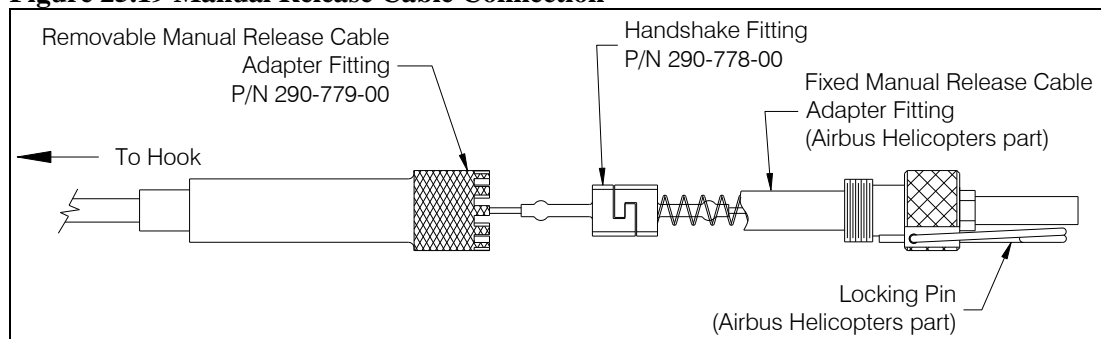 Figure 25.19 Manual Release Cable Connection
Removable Manual Release Cable
Adapter Fitting
P/N 290-779-00
Handshake Fitting
P/N 290-778-00
Fixed Manual Release Cable
Adapter Fitting
(Airbus Helicopters part)
To Hook
Locking Pin
(Airbus Helicopters part)